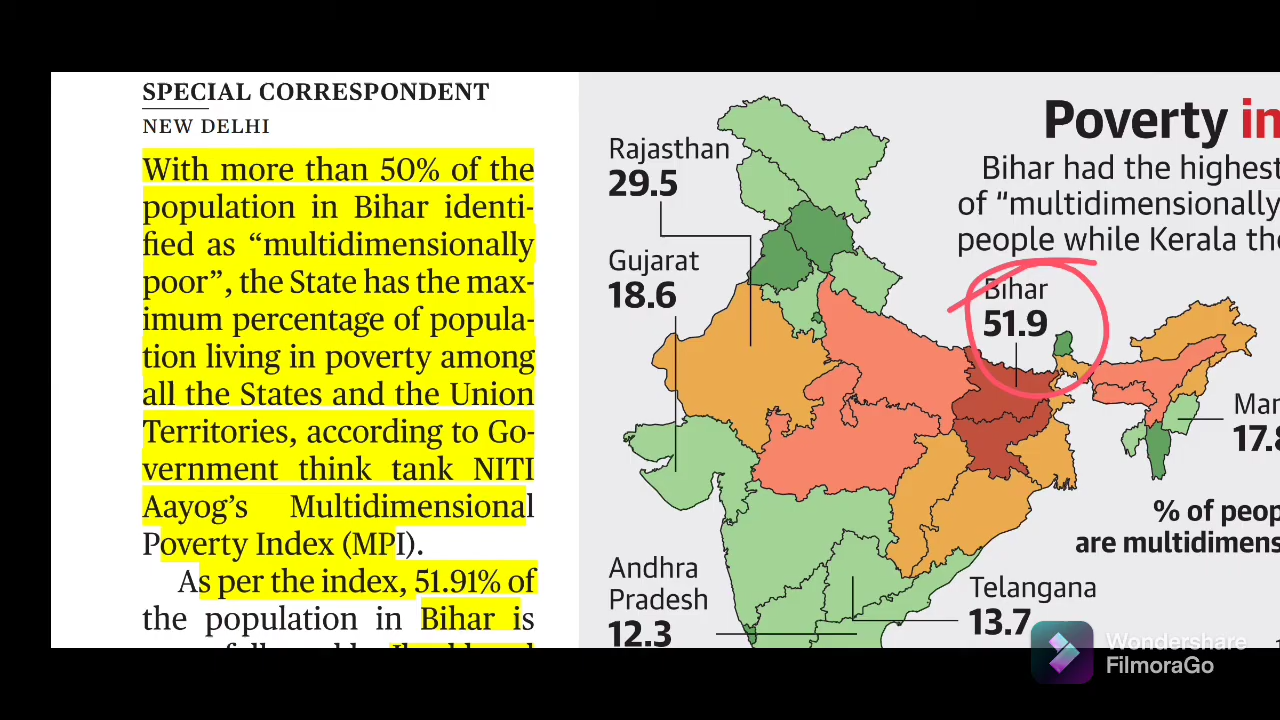 SPECIAL CORRESPONDENT
NEW DELHI
With more than 50% of the
population in Bihar identi-
fied as “multidimensionally
poor”, the State has the max-
imum percentage of popula-
tion living in poverty among
all the States and the Union
Territories, according to Go-
vernment think tank NITI
Aayog’s Multidimensional
Poverty Index (MPI).
As per the index, 51.91% of
the population in Bihar is
Poverty in
Bihar had the highest
of “multidimensionally
people while Kerala the
Rajasthan
29.5
Gujarat
18.6
Bihar
51.9
Man
17.8
% of peop
are multidimens
Andhra
Pradesh
12.3
Telangana
13.7
Wondershare
FilmoraGo